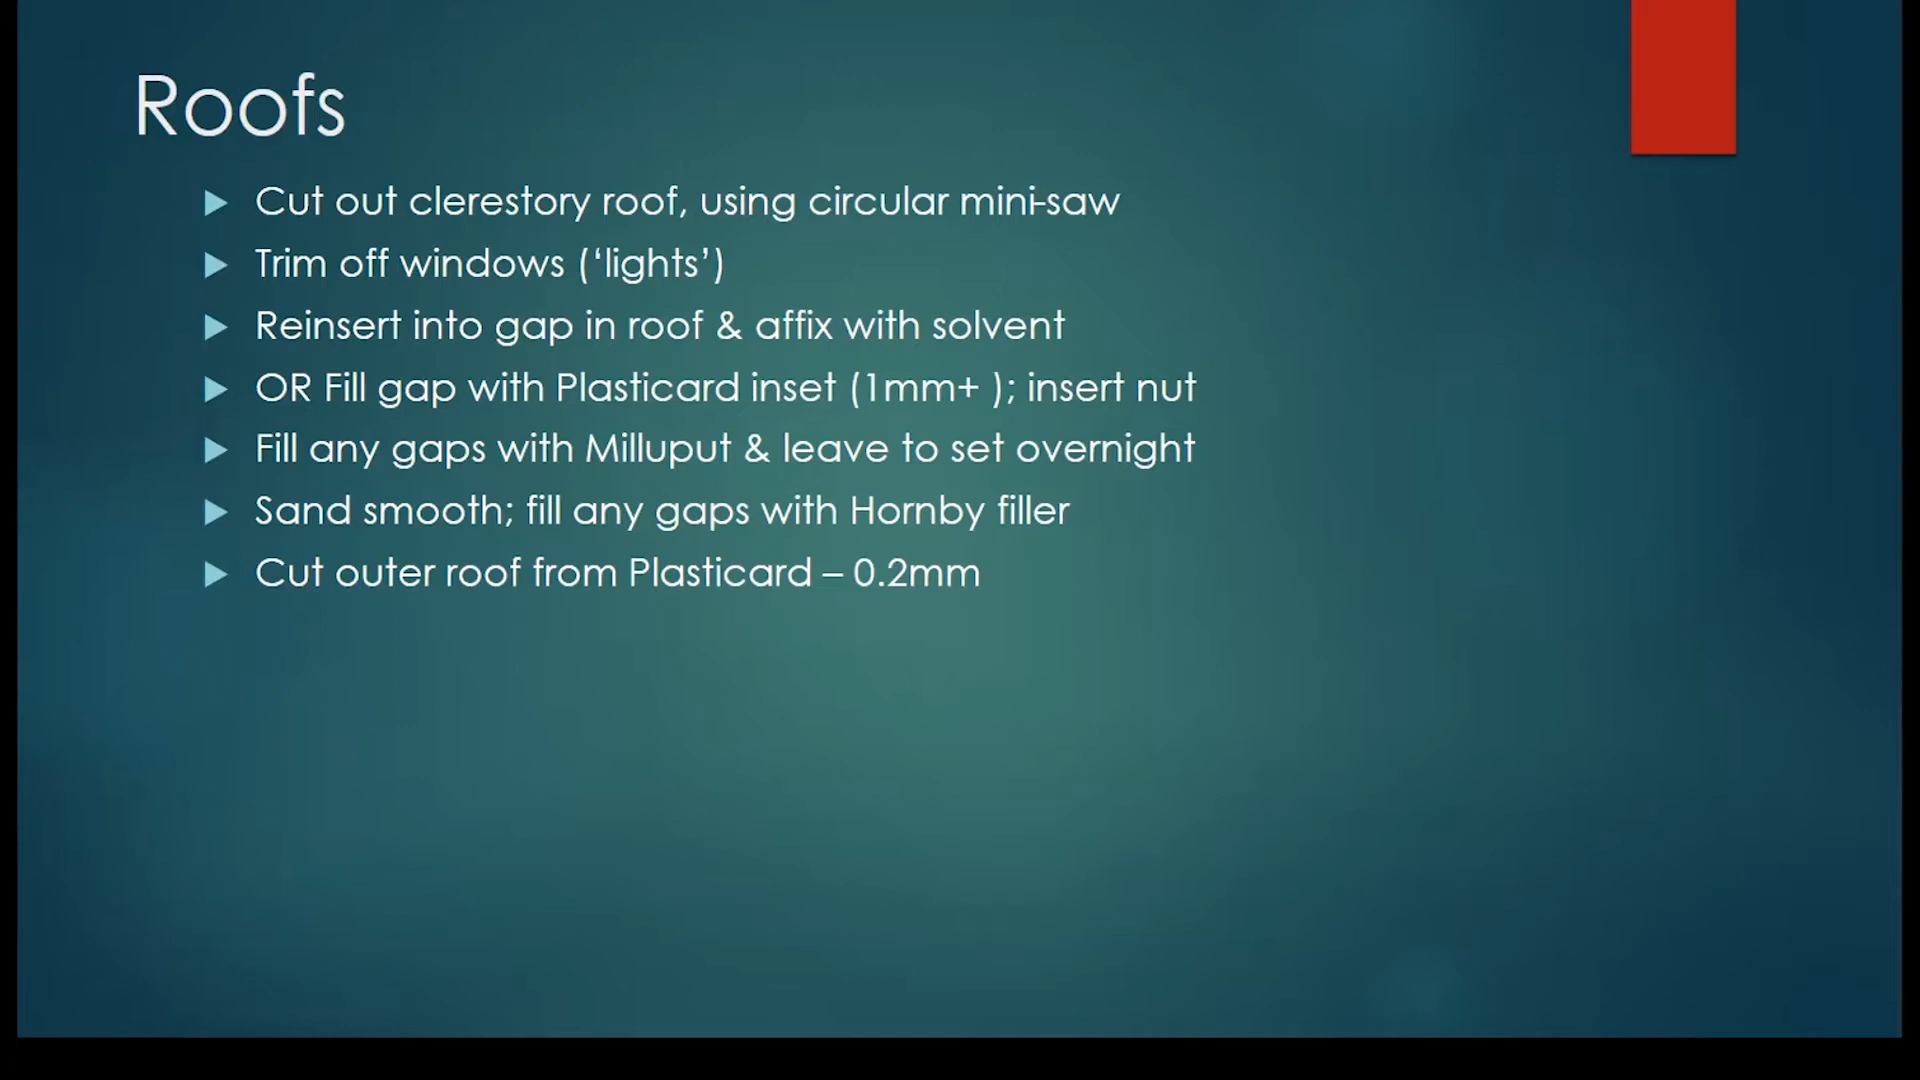 Roofs
Cut out clerestory roof, using circular mini-saw
Trim off windows (‘lights’)
Reinsert into gap in roof & affix with solvent
OR Fill gap with Plasticard inset (1mm+ ); insert nut
Fill any gaps with Milluput & leave to set overnight
Sand smooth; fill any gaps with Hornby filler
Cut outer roof from Plasticard – 0.2mm